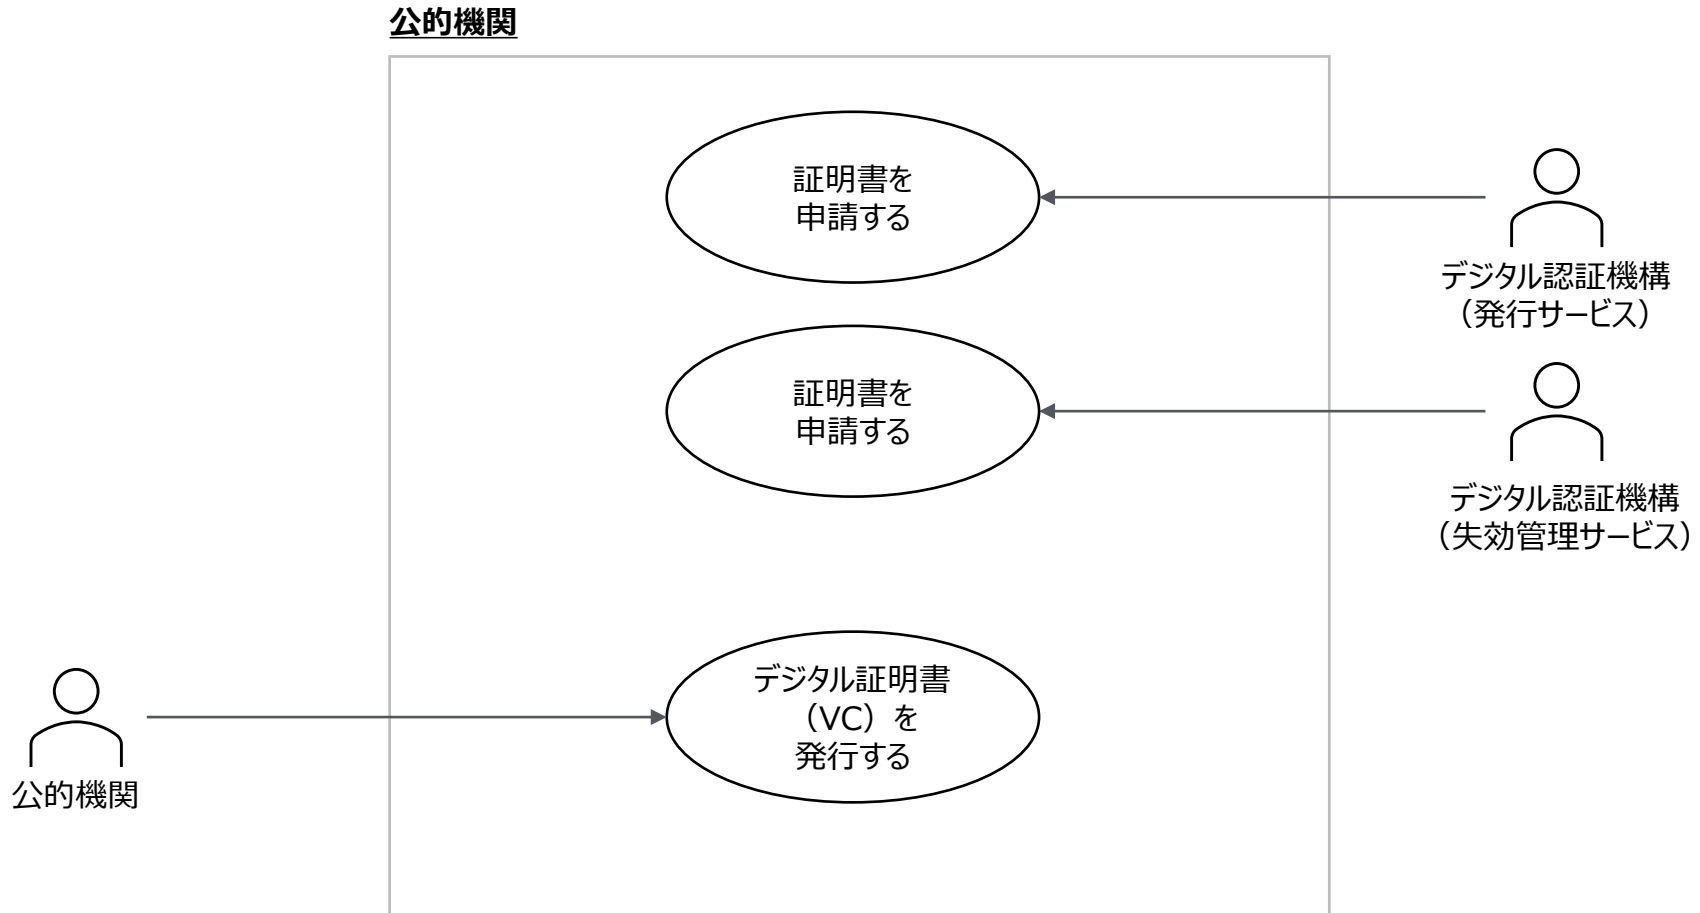 公的機関
証明書を
申請する
デジタル認証機構
（発行サービス）
証明書を
申請する
デジタル認証機構
（失効管理サービス）
デジタル証明書
（VC）を
発行する
公的機関